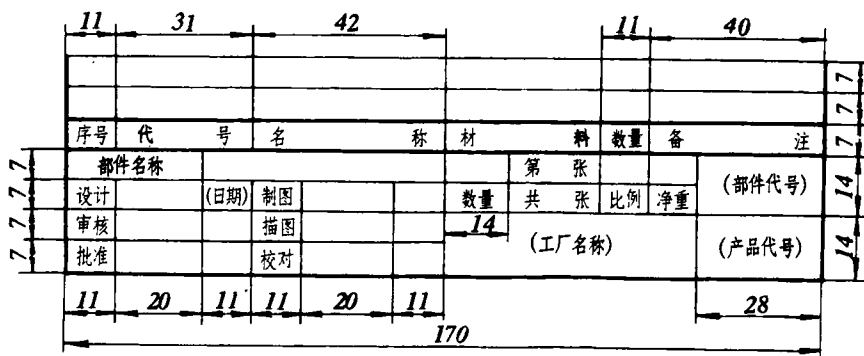 11 31 42 11 40
7
7
序号 代号 名称 材料 数量 备注 7
7 部件名称 第 张 (部件代号) 14
7 设计 (日期) 制图 数量 共 张 比例 净重
7 审核 描图 14 (工厂名称) (产品代号) 14
7 批准 校对
11 20 11 11 20 11 28
170